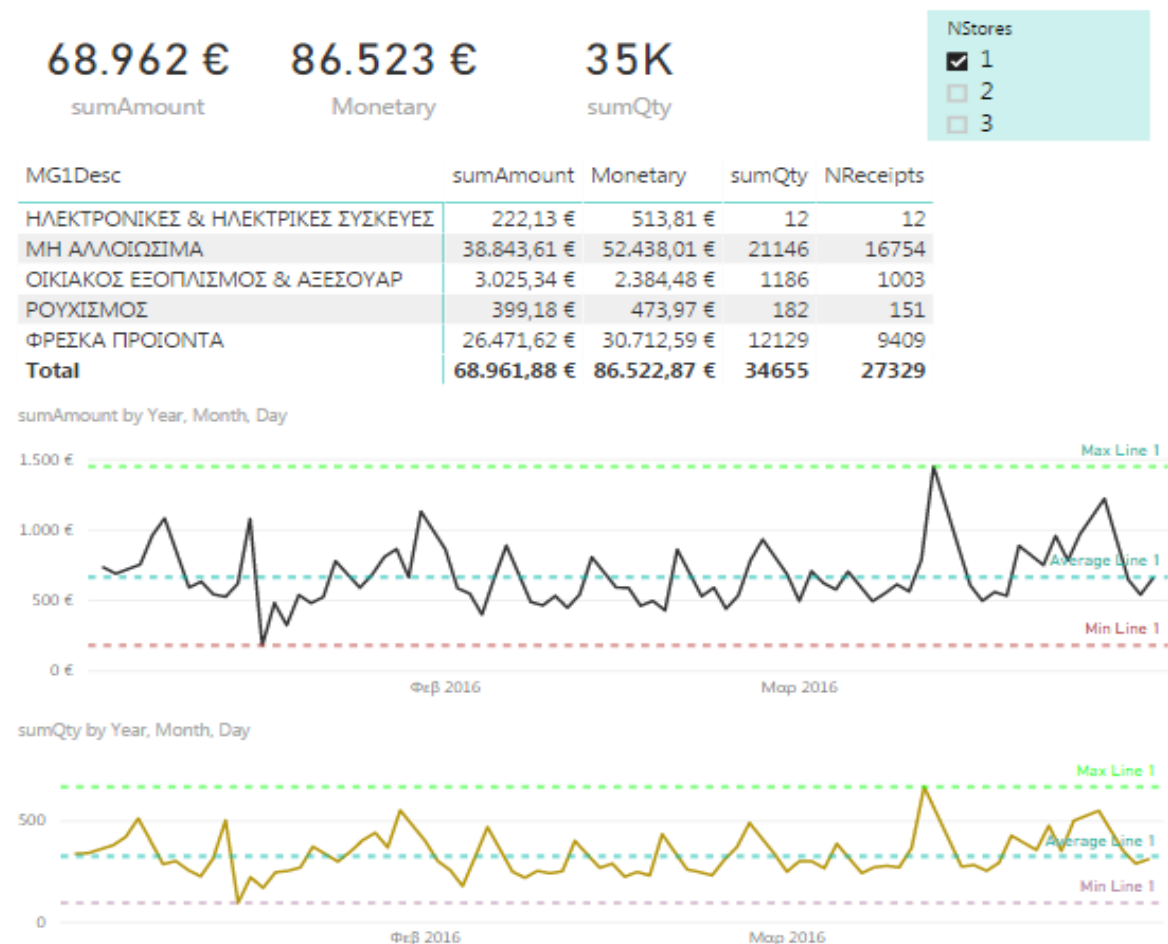 68.962 € 86.523 € 35K
sumAmount Monetary sumQty
NStores
1
2
3
MG1Desc sumAmount Monetary sumQty NReceipts
ΗΛΕΚΤΡΟΝΙΚΕΣ & ΗΛΕΚΤΡΙΚΕΣ ΣΥΣΚΕΥΕΣ 222,13 € 513,81 € 12 12
ΜΗ ΑΛΛΟΙΩΣΙΜΑ 38.843,61 € 52.438,01 € 21146 16754
ΟΙΚΙΑΚΟΣ ΕΞΟΠΛΙΣΜΟΣ & ΑΞΕΣΟΥΑΡ 3.025,34 € 2.384,48 € 1186 1003
ΡΟΥΧΙΣΜΟΣ 399,18 € 473,97 € 182 151
ΦΡΕΣΚΑ ΠΡΟΙΟΝΤΑ 26.471,62 € 30.712,59 € 12129 9409
Total 68.961,88 € 86.522,87 € 34655 27329
sumAmount by Year, Month, Day
Max Line 1
1.500 €
1.000 €
Average Line 1
500 €
Min Line 1
0 €
Φεβ 2016 Μαρ 2016
sumQty by Year, Month, Day
Max Line 1
500
Average Line 1
Min Line 1
0
Φεβ 2016 Μαρ 2016